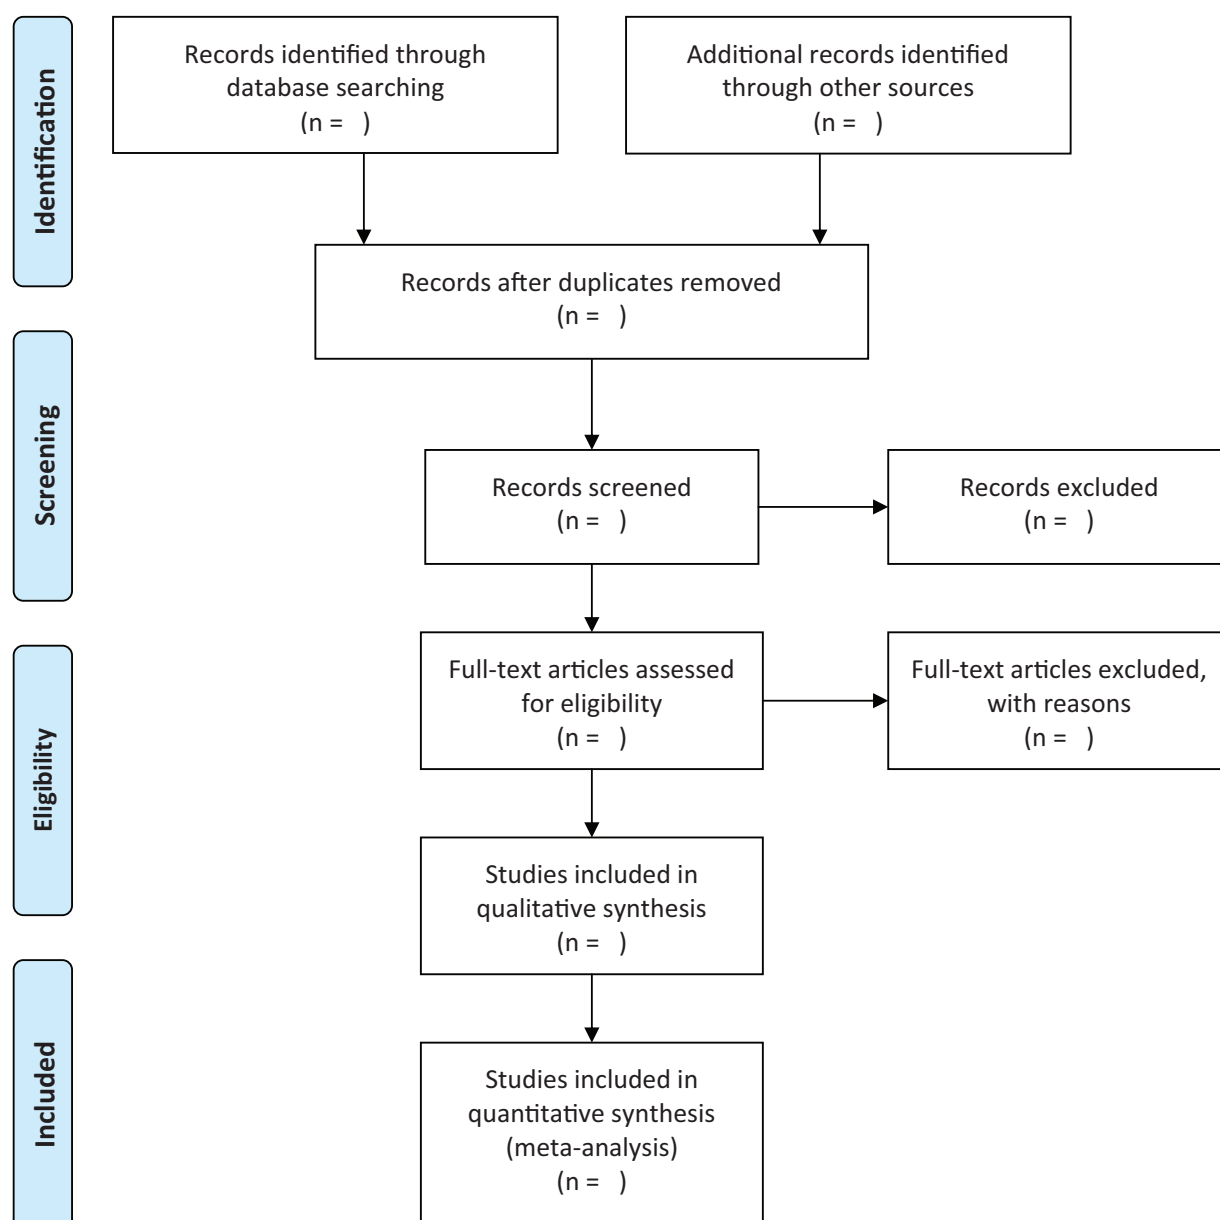 Identification
Records identified through
database searching
(n =   )
Additional records identified
through other sources
(n =   )
Records after duplicates removed
(n =   )
Screening
Records screened
(n =   )
Records excluded
(n =   )
Eligibility
Full-text articles assessed
for eligibility
(n =   )
Full-text articles excluded,
with reasons
(n =   )
Studies included in
qualitative synthesis
(n =   )
Included
Studies included in
quantitative synthesis
(meta-analysis)
(n =   )